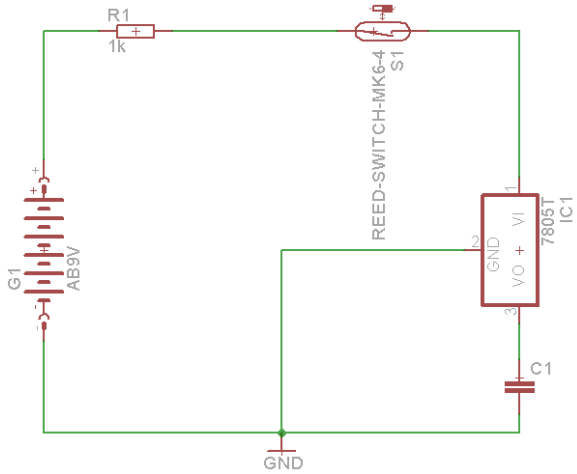 R1
1k
S1
REED-SWITCH-MK6-4
G1
AB9V
1
VI
2
GND
VO
3
7805T
IC1
C1
GND